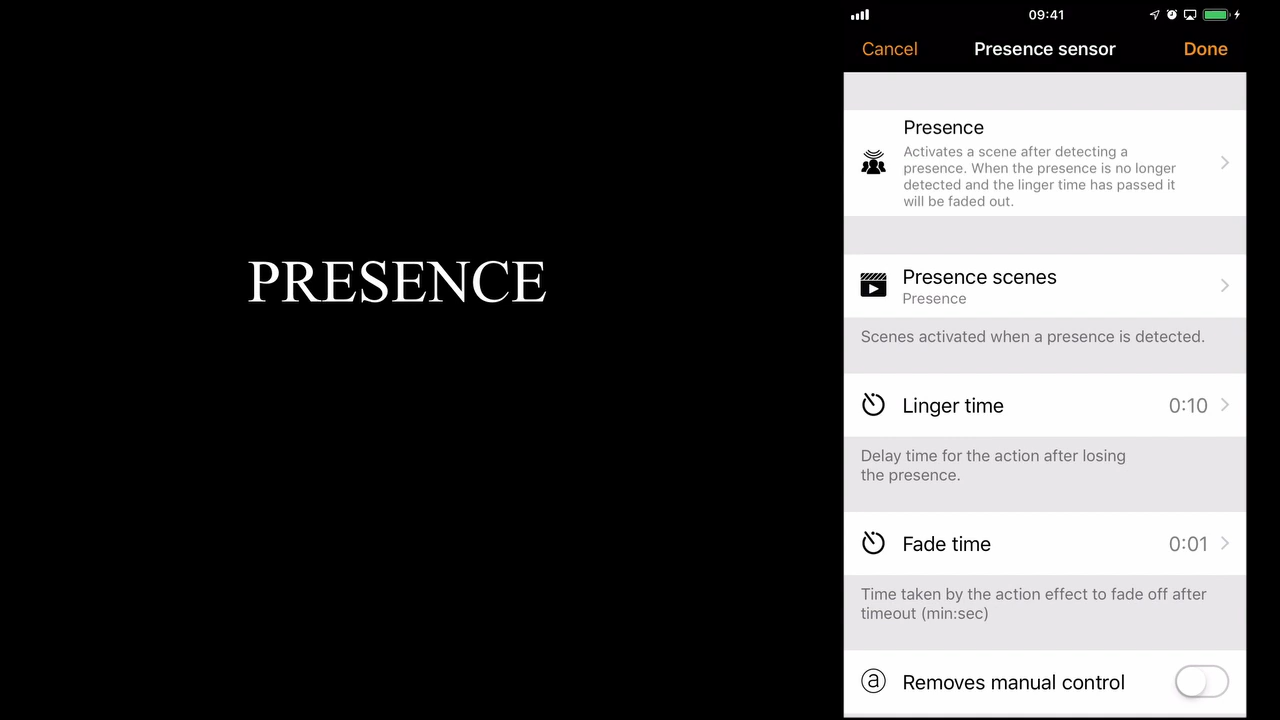 PRESENCE
09:41
Cancel Presence sensor Done
Presence
Activates a scene after detecting a
presence. When the presence is no longer
detected and the linger time has passed it
will be faded out.
Presence scenes
Presence
Scenes activated when a presence is detected.
Linger time 0:10
Delay time for the action after losing
the presence.
Fade time 0:01
Time taken by the action effect to fade off after
timeout (min:sec)
ⓐ Removes manual control